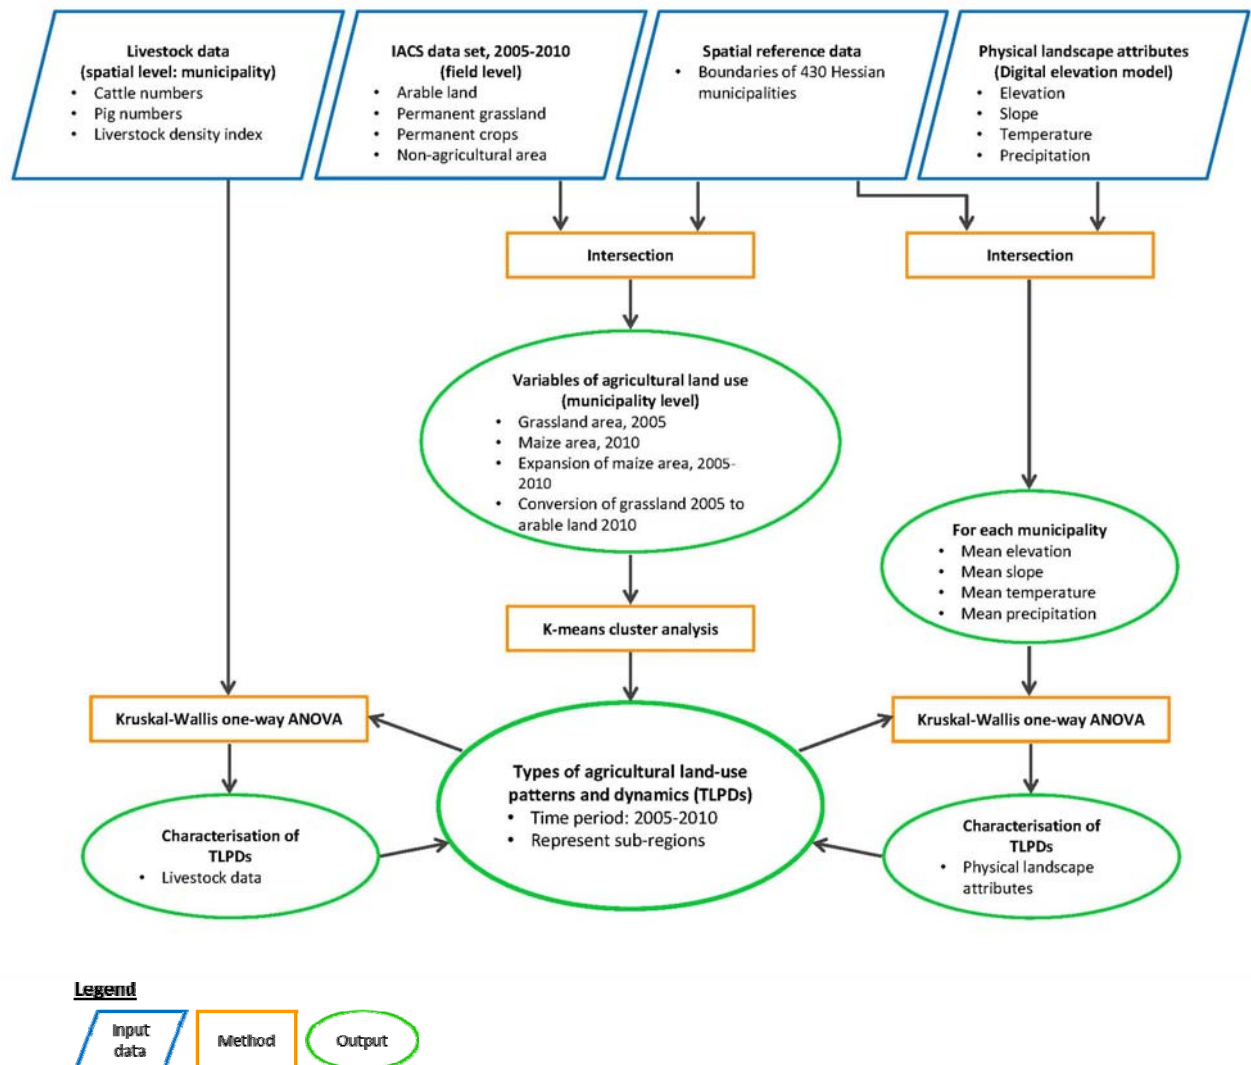 Livestock data
(spatial level: municipality)
• Cattle numbers
• Pig numbers
• Liverstock density index
IACS data set, 2005-2010
(field level)
• Arable land
• Permanent grassland
• Permanent crops
• Non-agricultural area
Spatial reference data
• Boundaries of 430 Hessian
municipalities
Physical landscape attributes
(Digital elevation model)
• Elevation
• Slope
• Temperature
• Precipitation
Intersection
Intersection
Variables of agricultural land use
(municipality level)
• Grassland area, 2005
• Maize area, 2010
• Expansion of maize area, 2005-
2010
• Conversion of grassland 2005 to
arable land 2010
For each municipality
• Mean elevation
• Mean slope
• Mean temperature
• Mean precipitation
K-means cluster analysis
Kruskal-Wallis one-way ANOVA
Kruskal-Wallis one-way ANOVA
Types of agricultural land-use
patterns and dynamics (TLPDs)
• Time period: 2005-2010
• Represent sub-regions
Characterisation of
TLPDs
• Livestock data
Characterisation of
TLPDs
• Physical landscape
attributes
Legend
Input
data
Method
Output